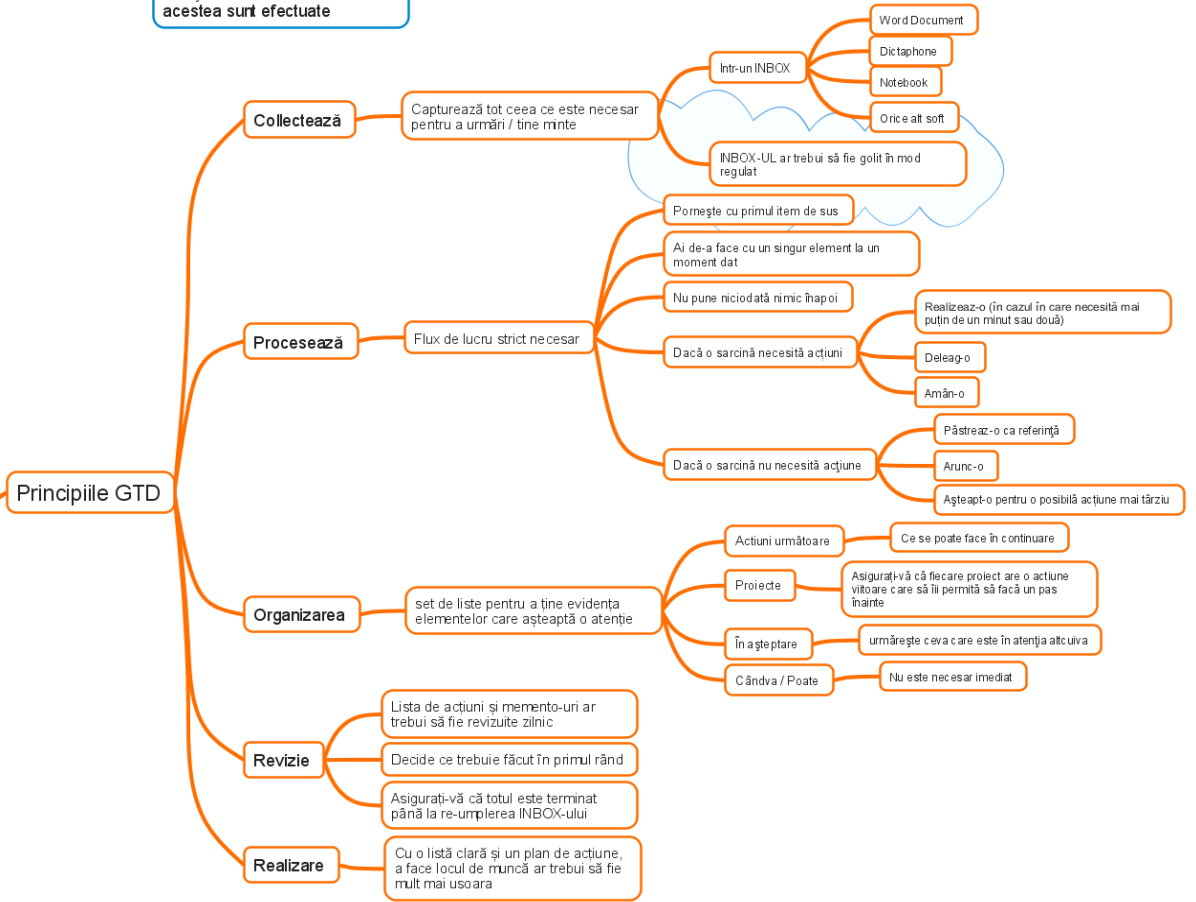 acestea sunt efectuate
Principiile GTD
Collectează
Capturează tot ceea ce este necesar
pentru a urmări / tine minte
Intr-un INBOX
Word Document
Dictaphone
Notebook
Orice alt soft
INBOX-UL ar trebui să fie golit în mod
regulat
Procesează
Flux de lucru strict necesar
Pornește cu primul item de sus
Ai de-a face cu un singur element la un
moment dat
Nu pune niciodată nimic înapoi
Dacă o sarcină necesită acțiuni
Realizeaz-o (în cazul în care necesită mai
puțin de un minut sau două)
Deleag-o
Amân-o
Dacă o sarcină nu necesită acţiune
Păstreaz-o ca referinţă
Arunc-o
Aşteapt-o pentru o posibilă acțiune mai târziu
Organizarea
set de liste pentru a ține evidența
elementelor care așteaptă o atenție
Actiuni următoare
Ce se poate face în continuare
Proiecte
Asigurați-vă că fiecare proiect are o actiune
viitoare care să îi permită să facă un pas
înainte
În aşteptare
urmăreşte ceva care este în atenţia altcuiva
Cândva / Poate
Nu este necesar imediat
Revizie
Lista de acțiuni și memento-uri ar
trebui să fie revizuite zilnic
Decide ce trebuie făcut în primul rând
Asigurați-vă că totul este terminat
până la re-umplerea INBOX-ului
Realizare
Cu o listă clară și un plan de acțiune,
a face locul de muncă ar trebui să fie
mult mai usoara